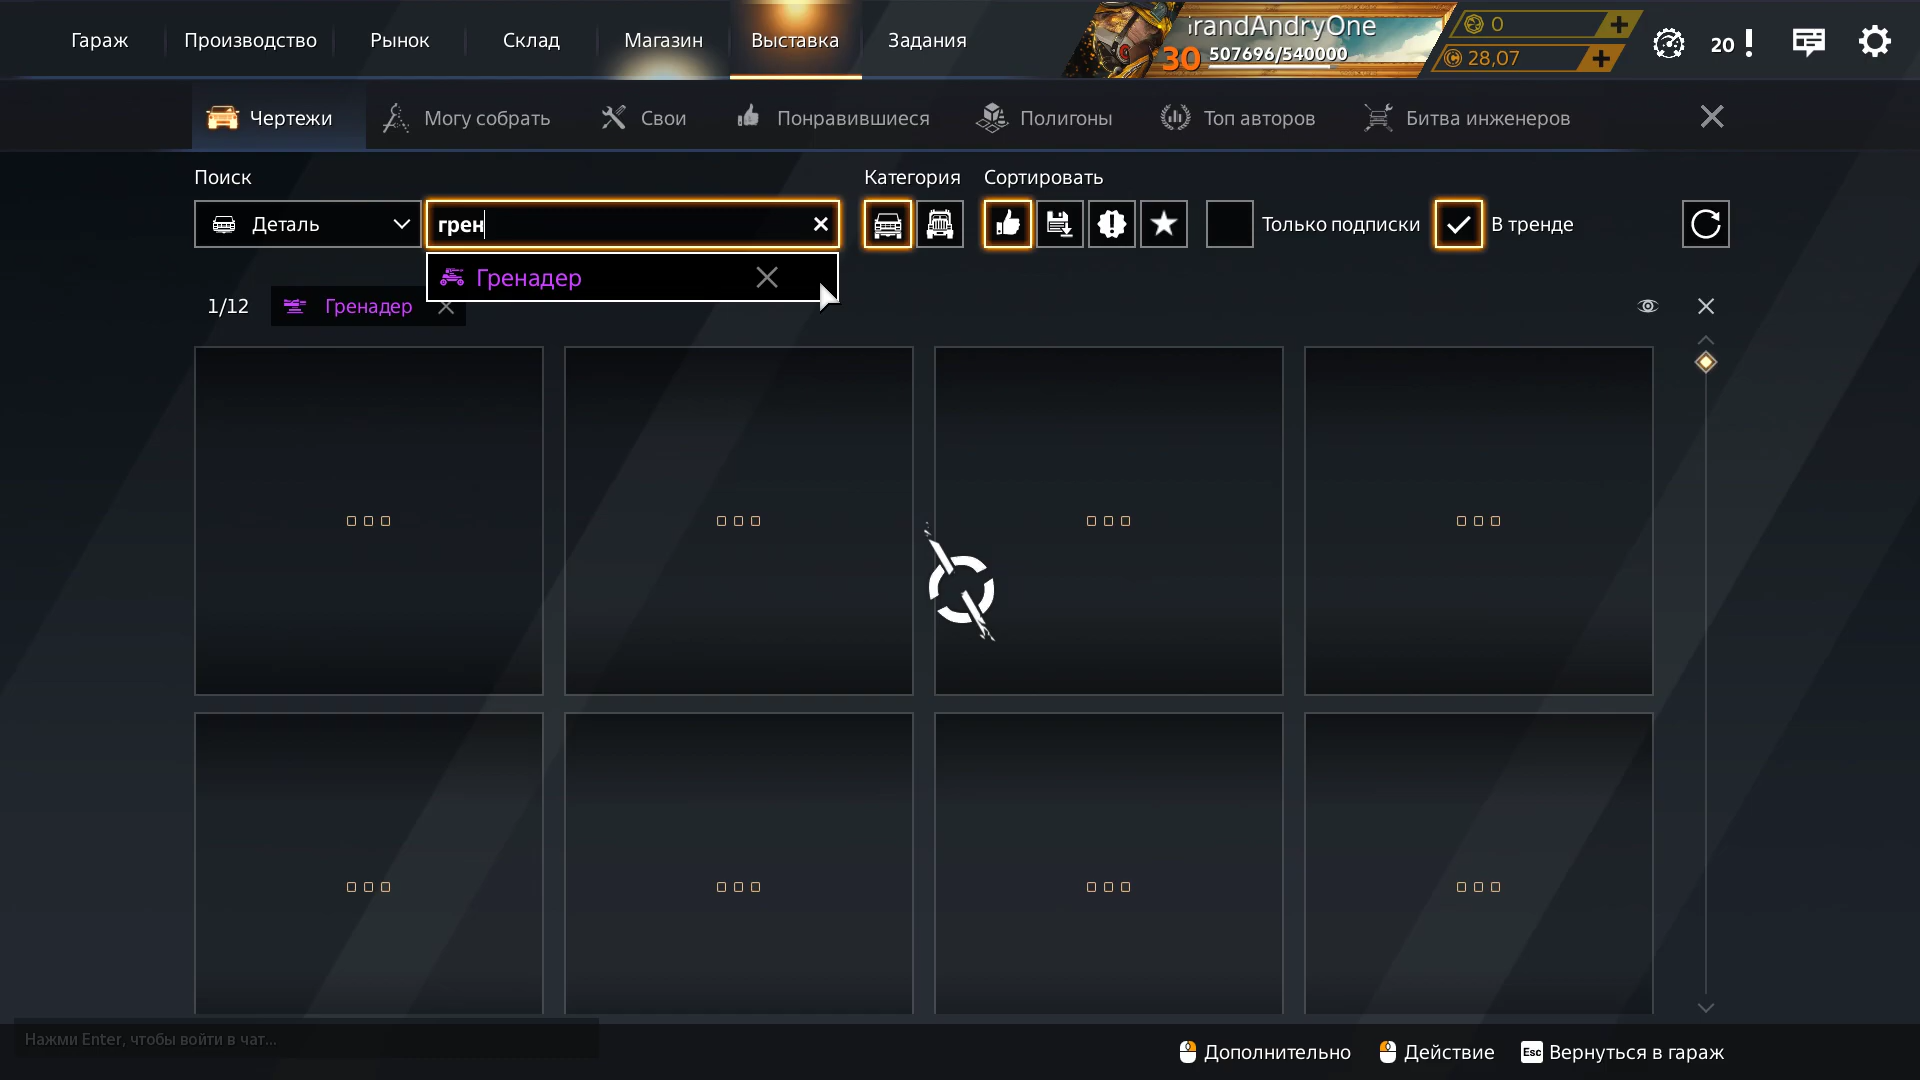 Гараж Производство Рынок Склад Магазин Выставка Задания
irandAndryOne
30 507696/540000
0
28,07
20
Чертежи Могу собрать Свои Понравившиеся Полигоны Топ авторов Битва инженеров
Поиск Категория Сортировать
Деталь грен Только подписки В тренде
Гренадер
1/12 Гренадер
Нажми Enter, чтобы войти в чат...
Дополнительно Действие Esc Вернуться в гараж